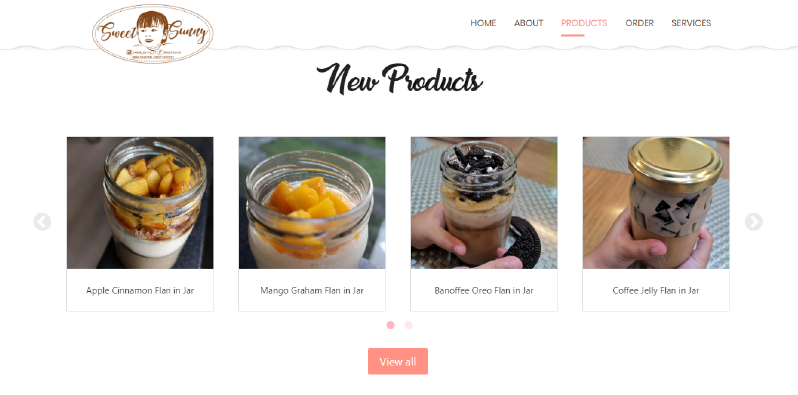 Sweet Sunny
HOME ABOUT PRODUCTS ORDER SERVICES
New Products
Apple Cinnamon Flan in Jar
Mango Graham Flan in Jar
Banoffee Oreo Flan in Jar
Coffee Jelly Flan in Jar
View all